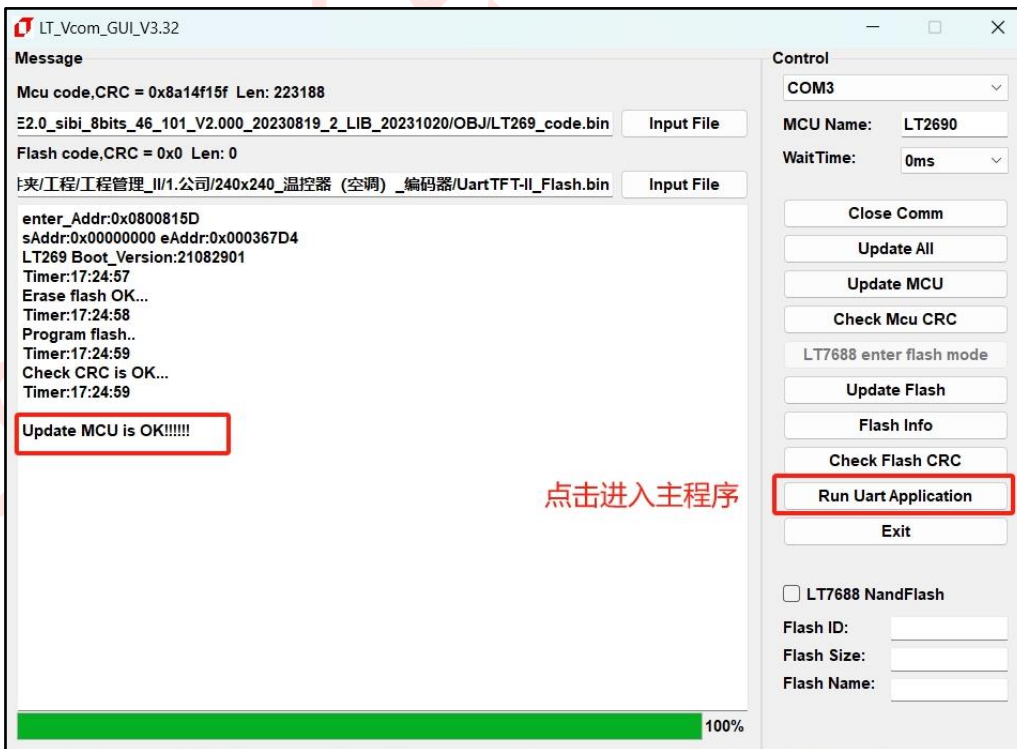 LT_Vcom_GUI_V3.32
Message
Mcu code,CRC = 0x8a14f15f Len: 223188
E2.0_sibi_8bits_46_101_V2.000_20230819_2_LIB_20231020/OBJ/LT269_code.bin
Input File
Flash code,CRC = 0x0 Len: 0
夹/工程/工程管理_II/1.公司/240x240_温控器 (空调) _编码器/UartTFT-II_Flash.bin
Input File
enter_Addr:0x0800815D
sAddr:0x00000000 eAddr:0x000367D4
LT269 Boot_Version:21082901
Timer:17:24:57
Erase flash OK...
Timer:17:24:58
Program flash..
Timer:17:24:59
Check CRC is OK...
Timer:17:24:59
Update MCU is OK!!!!!!
点击进入主程序
100%
Control
COM3
MCU Name: LT2690
WaitTime: 0ms
Close Comm
Update All
Update MCU
Check Mcu CRC
LT7688 enter flash mode
Update Flash
Flash Info
Check Flash CRC
Run Uart Application
Exit
LT7688 NandFlash
Flash ID:
Flash Size:
Flash Name: